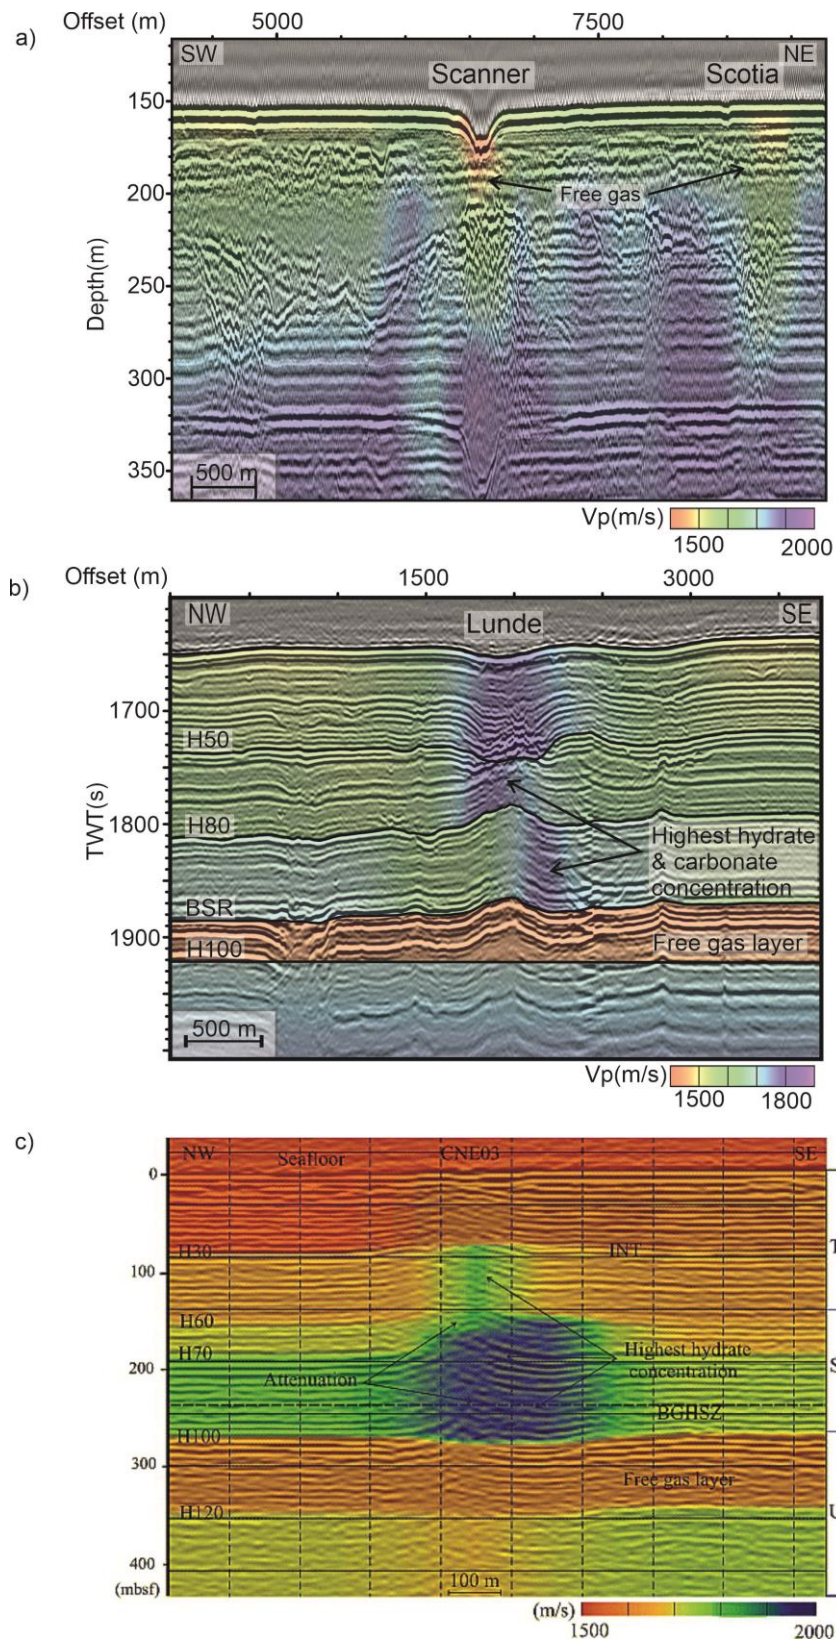 a)
Offset (m) 5000 7500
SW NE
Scanner Scotia
150
Free gas
200
250
Depth(m)
300
350
500 m
Vp(m/s)
1500 2000
b)
Offset (m) 1500 3000
NW SE
Lunde
1700
H50
TWT(s)
1800
H80
Highest hydrate
& carbonate
concentration
BSR
1900
H100 Free gas layer
500 m
Vp(m/s)
1500 1800
c)
NW CNE03 SE
Seafloor
0
T
H30 INT
100
H60
H70
Highest hydrate
concentration
S
200
Attenuation
BGHSZ
H100
300
Free gas layer
H120
U
400
(mbsf)
100 m
(m/s)
1500 2000